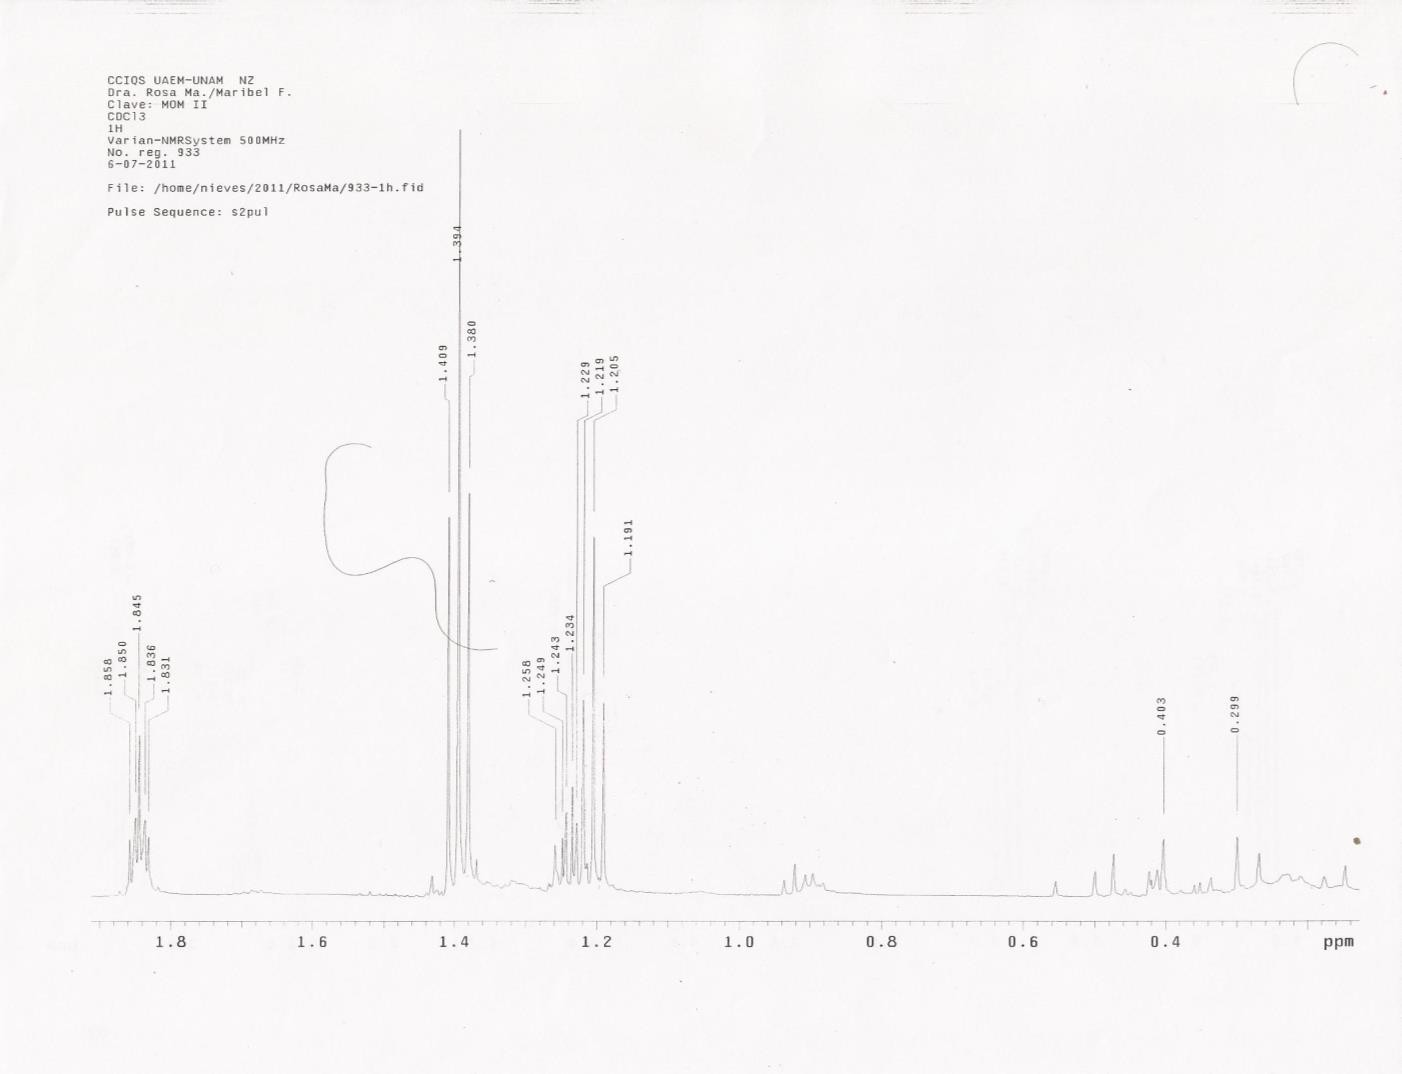 CCIQS UAEM-UNAM NZ
Dra. Rosa Ma./Maribel F.
Clave: MOM II
CDCl3
1H
Varian-NMRSystem 500MHz
No. reg. 933
6-07-2011
File: /home/nieves/2011/RosaMa/933-1h.fid
Pulse Sequence: s2pul
1.858
1.850
1.845
1.836
1.831
1.409
1.394
1.380
1.258
1.249
1.243
1.234
1.229
1.219
1.205
1.191
0.403
0.299
1.8 1.6 1.4 1.2 1.0 0.8 0.6 0.4 ppm